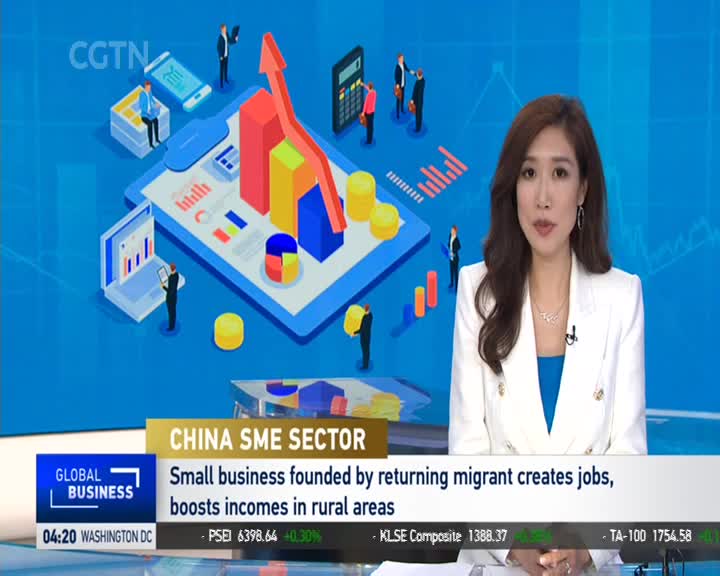 CGTN
CHINA SME SECTOR
GLOBAL
BUSINESS
Small business founded by returning migrant creates jobs,
boosts incomes in rural areas
04:20 WASHINGTON DC
· PSEI 6398.64 +0.30% · KLSE Composite 1388.37 · TA-100 1754.58